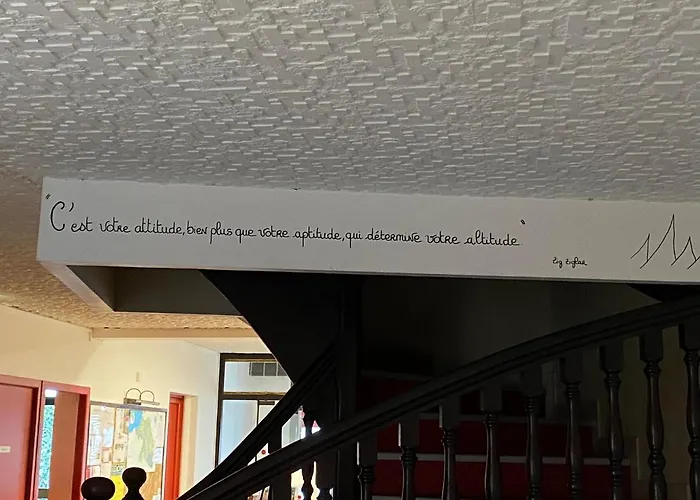 "C'est votre attitude, bien plus que votre aptitude, qui détermine votre altitude"
Zig Ziglar